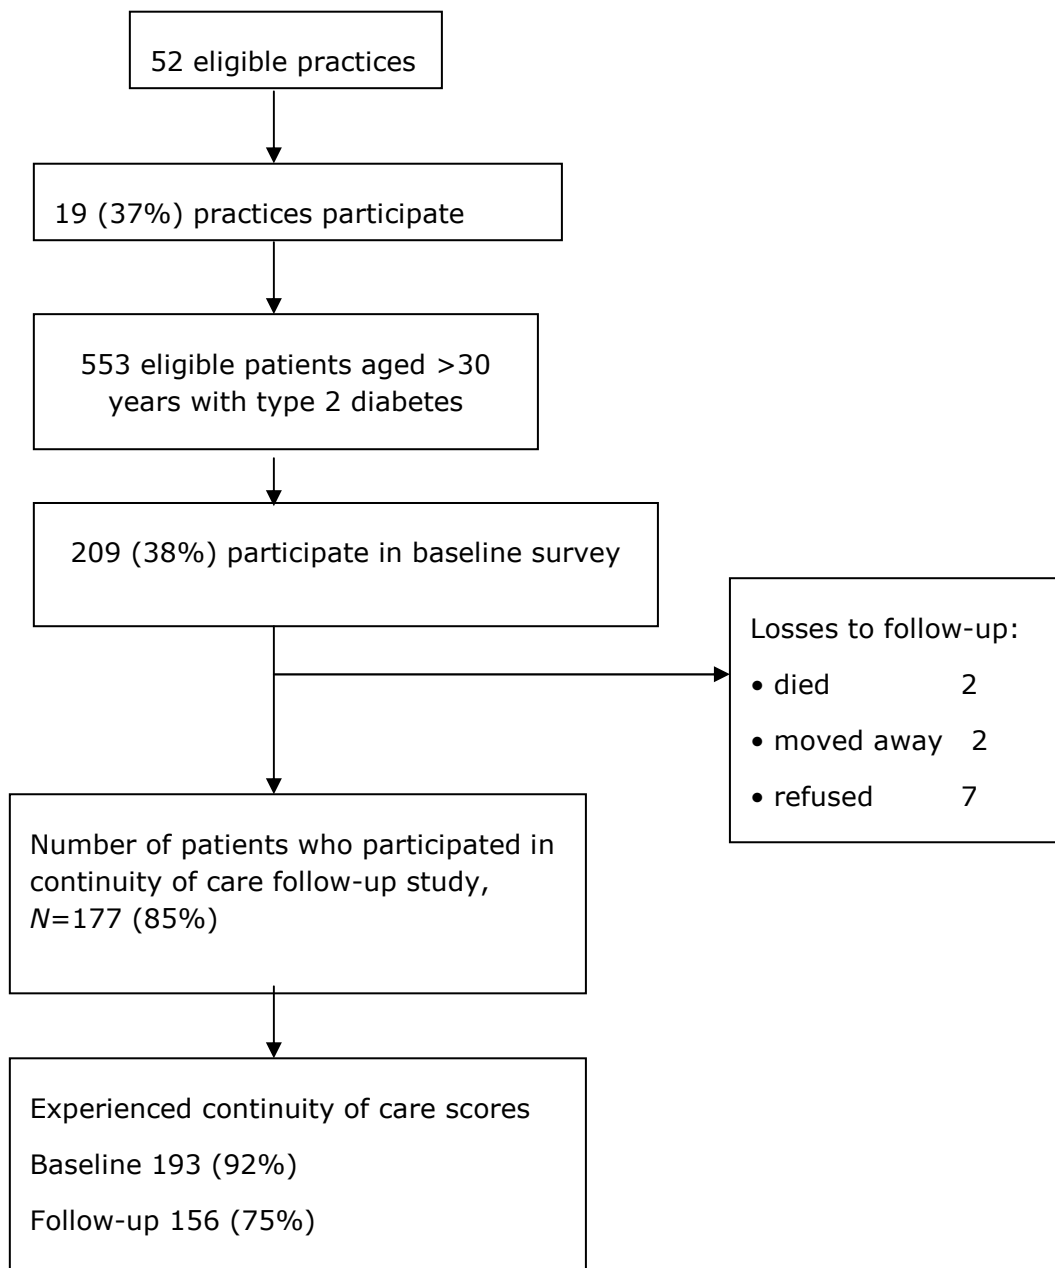 52 eligible practices
19 (37%) practices participate
553 eligible patients aged >30
years with type 2 diabetes
209 (38%) participate in baseline survey
Losses to follow-up:
• died 2
• moved away 2
• refused 7
Number of patients who participated in
continuity of care follow-up study,
N=177 (85%)
Experienced continuity of care scores
Baseline 193 (92%)
Follow-up 156 (75%)